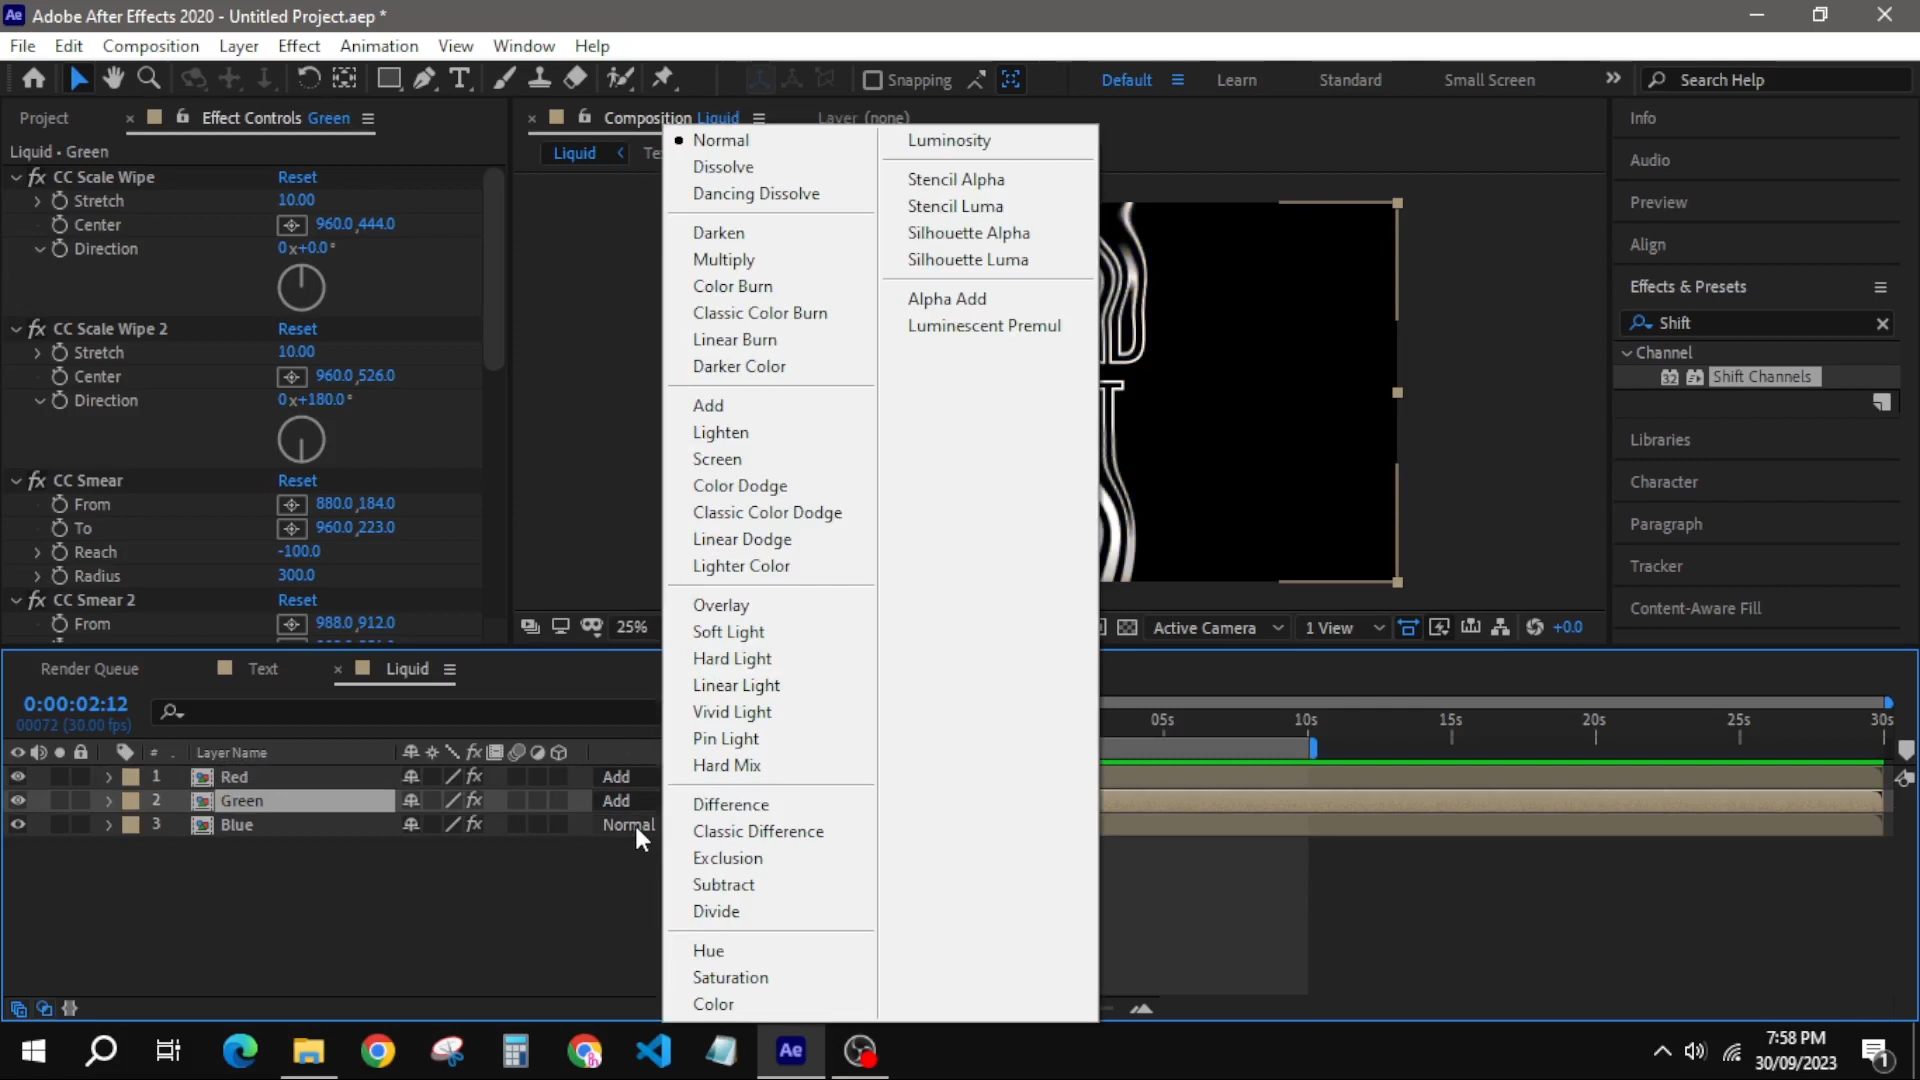 Ae Adobe After Effects 2020 - Untitled Project.aep *
File Edit Composition Layer Effect Animation View Window Help
Snapping Default Learn Standard Small Screen Search Help
Project Effect Controls Green Composition Liquid Layer (none) Info
Liquid • Green
Liquid
CC Scale Wipe Reset
Stretch 10.00
Center 960.0,444.0
Direction 0x+0.0°
CC Scale Wipe 2 Reset
Stretch 10.00
Center 960.0,526.0
Direction 0x+180.0°
CC Smear Reset
From 880.0,184.0
To 960.0,223.0
Reach -100.0
Radius 300.0
CC Smear 2 Reset
From 988.0,912.0
Normal
Dissolve
Dancing Dissolve
Darken
Multiply
Color Burn
Classic Color Burn
Linear Burn
Darker Color
Add
Lighten
Screen
Color Dodge
Classic Color Dodge
Linear Dodge
Lighter Color
Overlay
Soft Light
Hard Light
Linear Light
Vivid Light
Pin Light
Hard Mix
Difference
Classic Difference
Exclusion
Subtract
Divide
Hue
Saturation
Color
Luminosity
Stencil Alpha
Stencil Luma
Silhouette Alpha
Silhouette Luma
Alpha Add
Luminescent Premul
Audio
Preview
Align
Effects & Presets
Shift
Channel
32 Shift Channels
Libraries
Character
Paragraph
Tracker
Content-Aware Fill
25% Active Camera 1 View +0.0
Render Queue Text Liquid
0:00:02:12
00072 (30.00 fps)
05s 10s 15s 20s 25s 30s
# Layer Name
1 Red Add
2 Green Add
3 Blue Normal
Ae
7:58 PM
30/09/2023
1